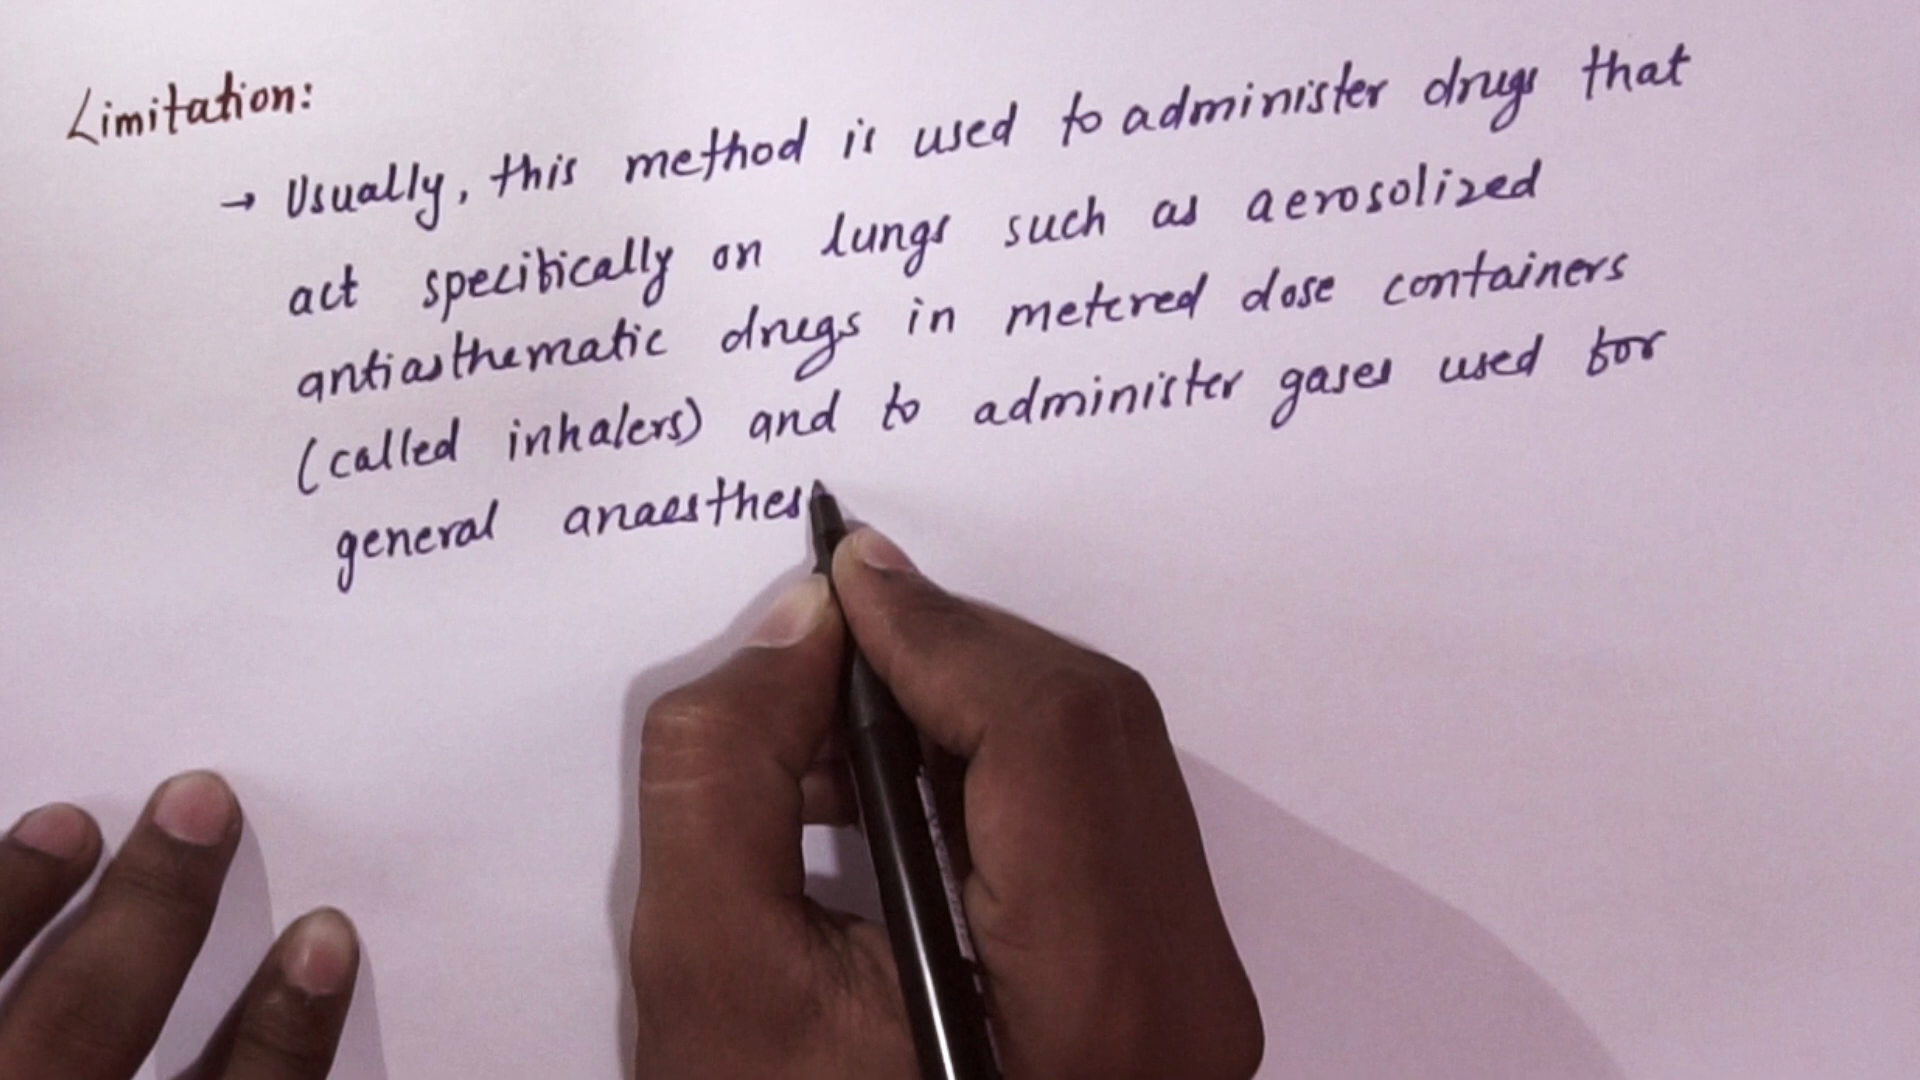 Limitation:
→ Usually, this method is used to administer drugs that
act specifically on lungs such as aerosolized
antiasthematic drugs in metered dose containers
(called inhalers) and to administer gases used for
general anaesthes